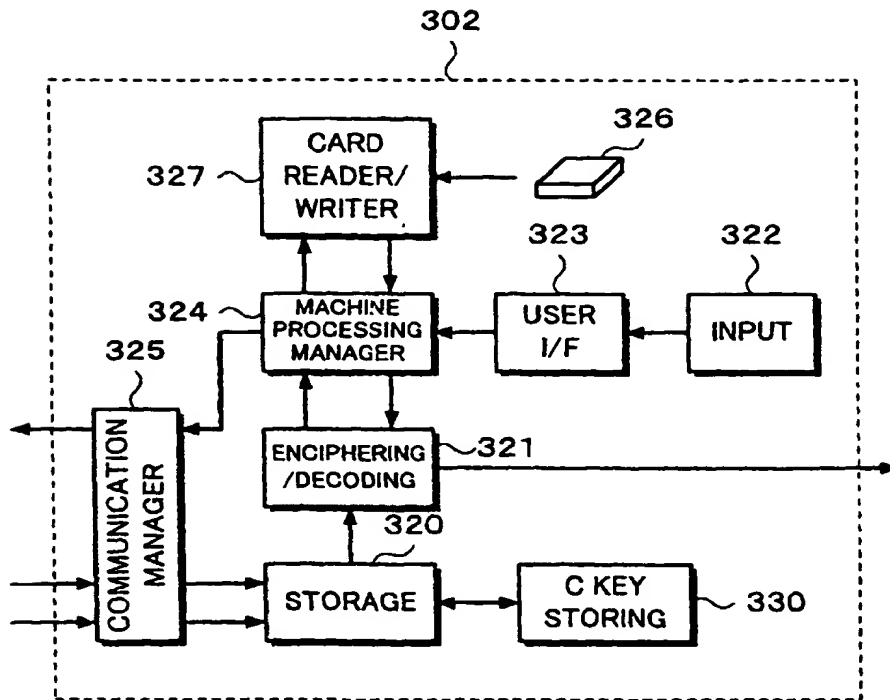 302
CARD
READER/
WRITER
327
326
323
322
324
MACHINE
PROCESSING
MANAGER
USER
I/F
INPUT
325
COMMUNICATION
MANAGER
ENCIPHERING
/DECODING
321
320
STORAGE
C KEY
STORING
330